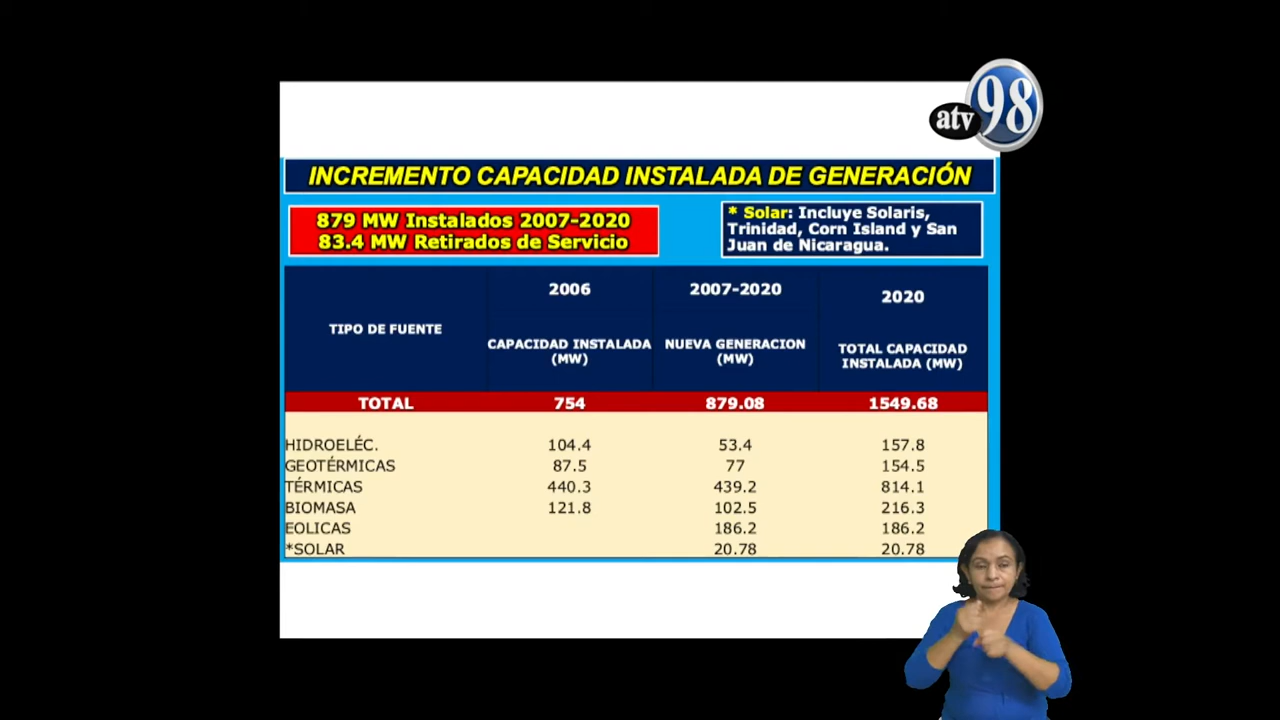 atv 98
INCREMENTO CAPACIDAD INSTALADA DE GENERACIÓN
879 MW Instalados 2007-2020
83.4 MW Retirados de Servicio
* Solar: Incluye Solaris,
Trinidad, Corn Island y San
Juan de Nicaragua.
TIPO DE FUENTE
2006
CAPACIDAD INSTALADA
(MW)
2007-2020
NUEVA GENERACION
(MW)
2020
TOTAL CAPACIDAD
INSTALADA (MW)
TOTAL 754 879.08 1549.68
HIDROELÉC. 104.4 53.4 157.8
GEOTÉRMICAS 87.5 77 154.5
TÉRMICAS 440.3 439.2 814.1
BIOMASA 121.8 102.5 216.3
EOLICAS 186.2 186.2
*SOLAR 20.78 20.78